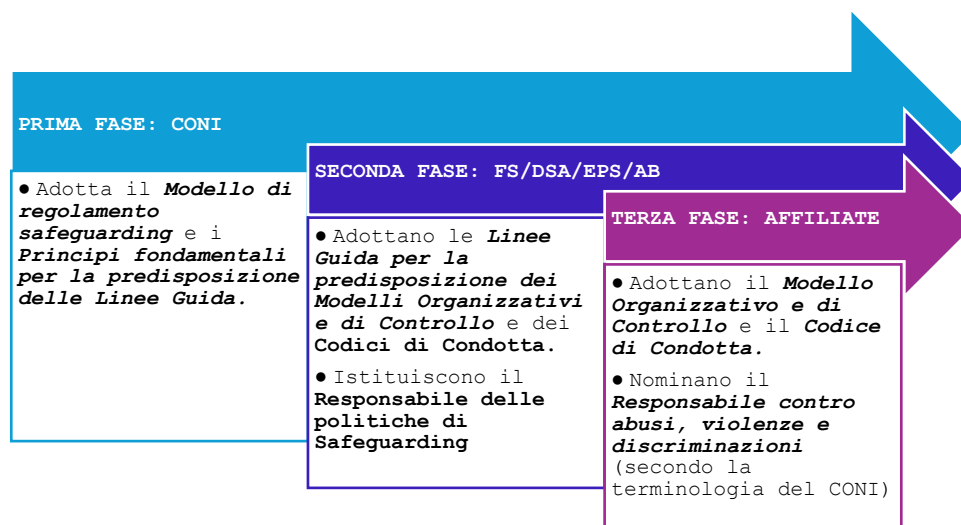 PRIMA FASE: CONI
● Adotta il Modello di
regolamento
safeguarding e i
Principi fondamentali
per la predisposizione
delle Linee Guida.
SECONDA FASE: FS/DSA/EPS/AB
● Adottano le Linee
Guida per la
predisposizione dei
Modelli Organizzativi
e di Controllo e dei
Codici di Condotta.
● Istituiscono il
Responsabile delle
politiche di
Safeguarding
TERZA FASE: AFFILIATE
● Adottano il Modello
Organizzativo e di
Controllo e il Codice
di Condotta.
● Nominano il
Responsabile contro
abusi, violenze e
discriminazioni
(secondo la
terminologia del CONI)